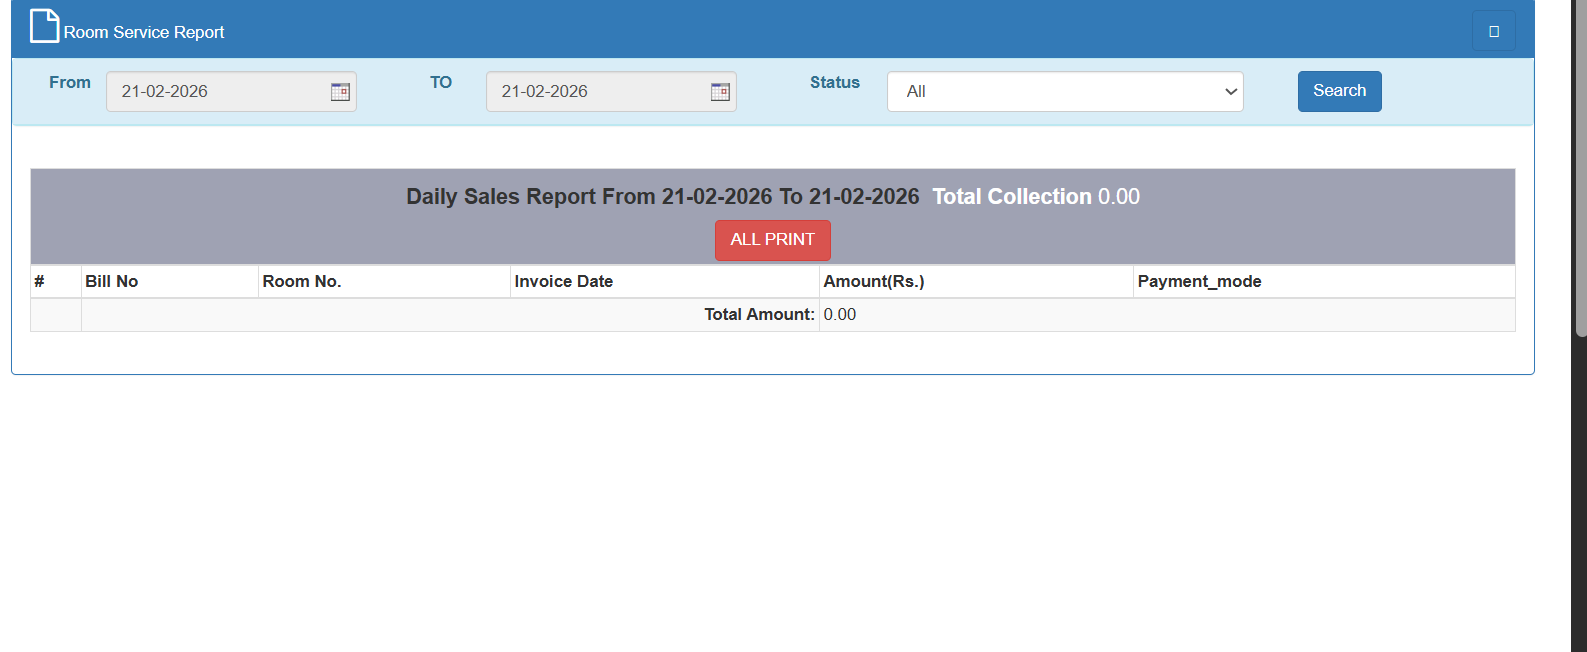 Room Service Report
From 21-02-2026 TO 21-02-2026 Status All Search
Daily Sales Report From 21-02-2026 To 21-02-2026 Total Collection 0.00
ALL PRINT
# Bill No Room No. Invoice Date Amount(Rs.) Payment_mode
Total Amount: 0.00